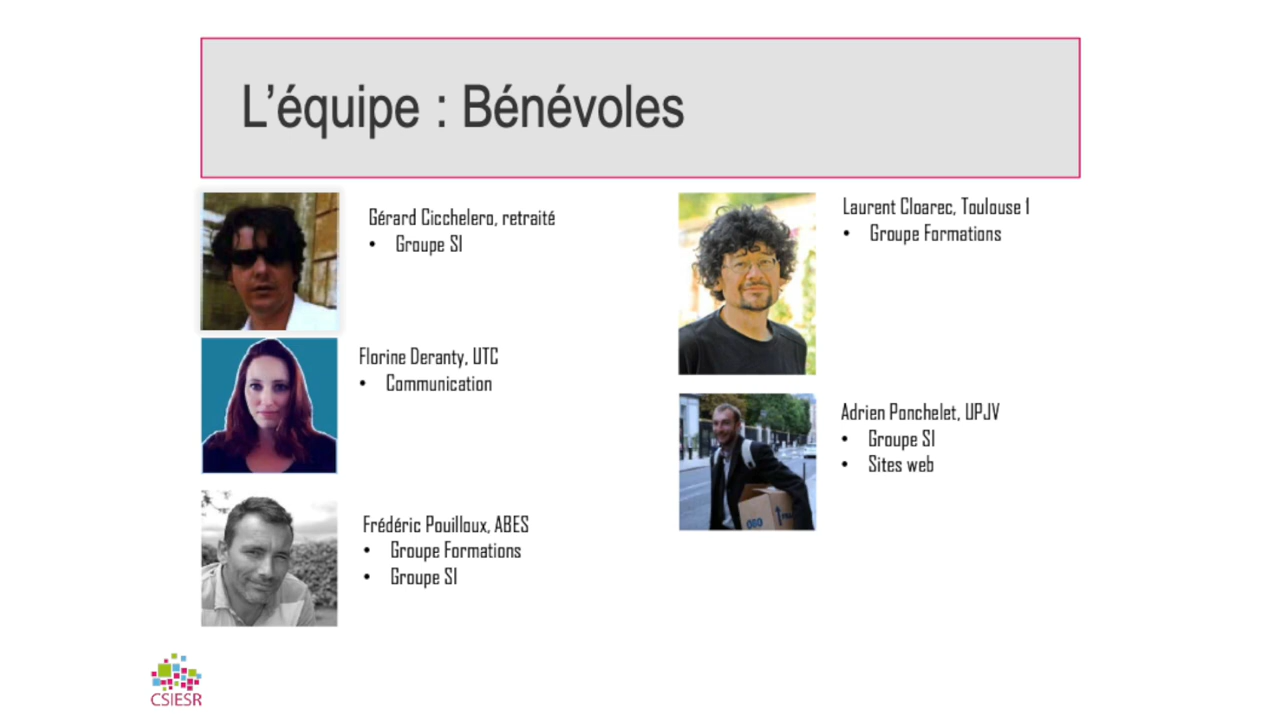 L'équipe : Bénévoles
Gérard Cicchelero, retraité
• Groupe SI
Florine Deranty, UTC
• Communication
Frédéric Pouilloux, ABES
• Groupe Formations
• Groupe SI
Laurent Cloarec, Toulouse 1
• Groupe Formations
Adrien Ponchelet, UPJV
• Groupe SI
• Sites web
CSIESR